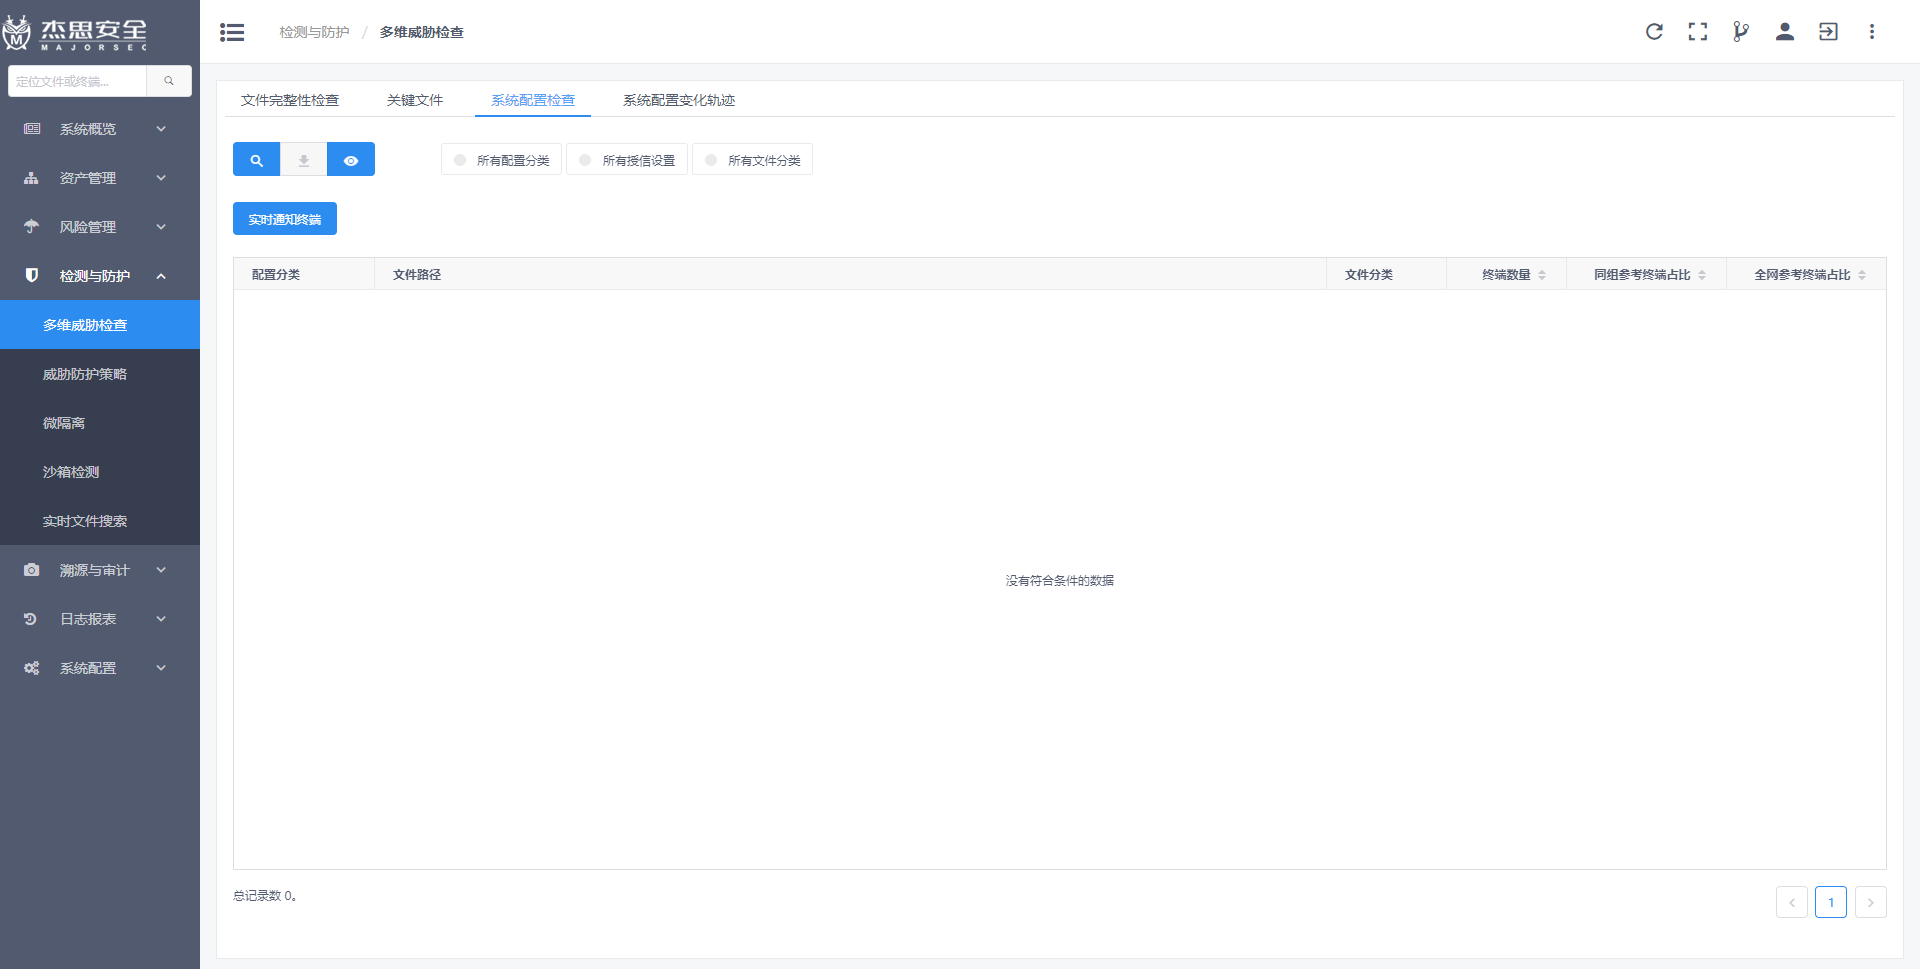 杰思安全
MAJORSEC
定位文件或终端...
系统概览
资产管理
风险管理
检测与防护
多维威胁检查
威胁防护策略
微隔离
沙箱检测
实时文件搜索
溯源与审计
日志报表
系统配置
检测与防护 / 多维威胁检查
文件完整性检查 关键文件 系统配置检查 系统配置变化轨迹
所有配置分类 所有授信设置 所有文件分类
实时通知终端
配置分类 文件路径 文件分类 终端数量 同组参考终端占比 全网参考终端占比
没有符合条件的数据
总记录数 0。
1